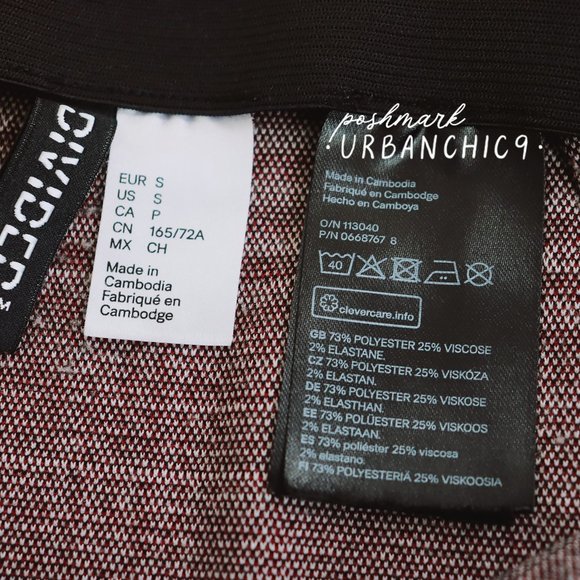 DIVIDED
TM
EUR S
US S
CA P
CN 165/72A
MX CH
Made in
Cambodia
Fabriqué en
Cambodge
poshmark
·URBANCHIC9·
Made in Cambodia
Fabriqué en Cambodge
Hecho en Camboya
O/N 113040
P/N 0668767 8
40
clevercare.info
GB 73% POLYESTER 25% VISCOSE
2% ELASTANE.
CZ 73% POLYESTER 25% VISKÓZA
2% ELASTAN.
DE 73% POLYESTER 25% VISKOSE
2% ELASTHAN.
EE 73% POLÜESTER 25% VISKOOS
2% ELASTAAN.
ES 73% poliéster 25% viscosa
2% elastano.
FI 73% POLYESTERIÄ 25% VISKOOSIA